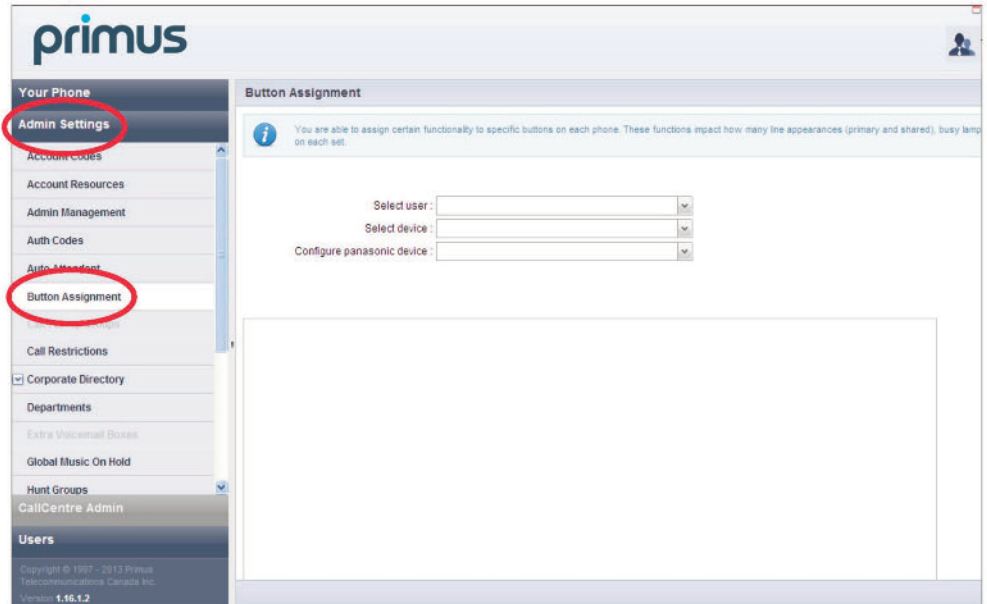 primus
Your Phone
Admin Settings
Account Codes
Account Resources
Admin Management
Auth Codes
Auto Attendant
Button Assignment
Call Restrictions
Corporate Directory
Departments
Extra Voicemail Boxes
Global Music On Hold
Hunt Groups
CallCentre Admin
Users
Copyright © 1997 - 2013 Primus
Telecommunications Canada Inc.
Version 1.16.1.2
Button Assignment
You are able to assign certain functionality to specific buttons on each phone. These functions impact how many line appearances (primary and shared), busy lamp
on each set.
Select user :
Select device :
Configure panasonic device :